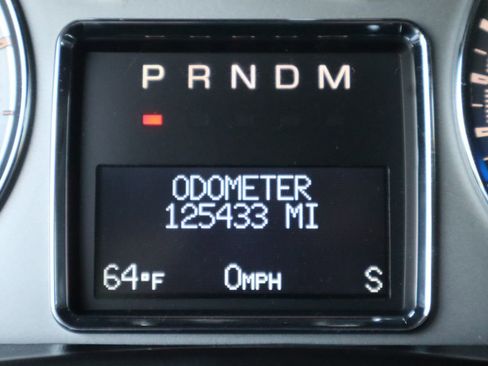 P R N D M
ODOMETER
125433 MI
64°F 0MPH S